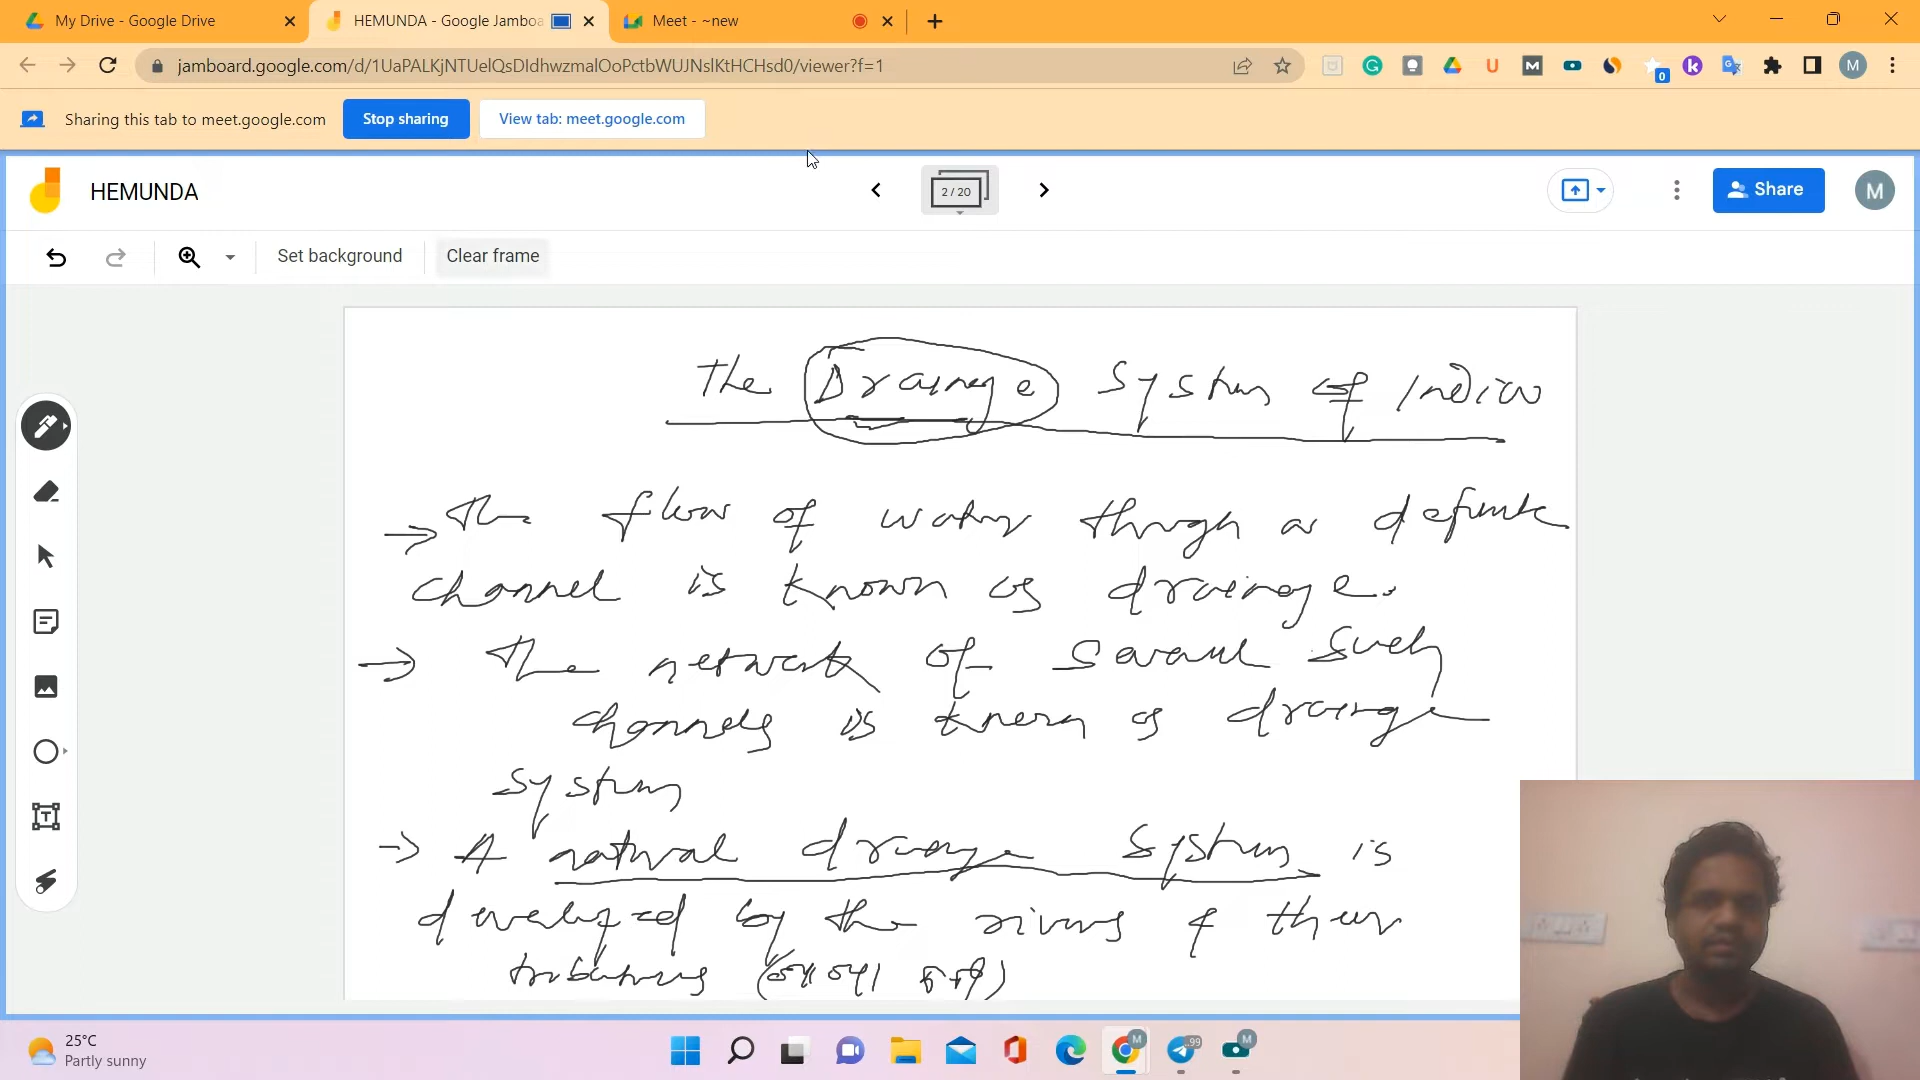 My Drive - Google Drive
HEMUNDA - Google Jamboa
Meet - ~new
jamboard.google.com/d/1UaPALKjNTUelQsDIdhwzmalOoPctbWUJNslKtHCHsd0/viewer?f=1
0
M
Sharing this tab to meet.google.com
Stop sharing
View tab: meet.google.com
HEMUNDA
2 / 20
Share
M
Set background
Clear frame
The Drainage System of India
→ The flow of water through a definite
channel is known as drainage.
→ The network of several such
channels is known as drainage
system
→ A natural drainage system is
developed by the rivers & their
tributaries
25°C
Partly sunny
M
99
M